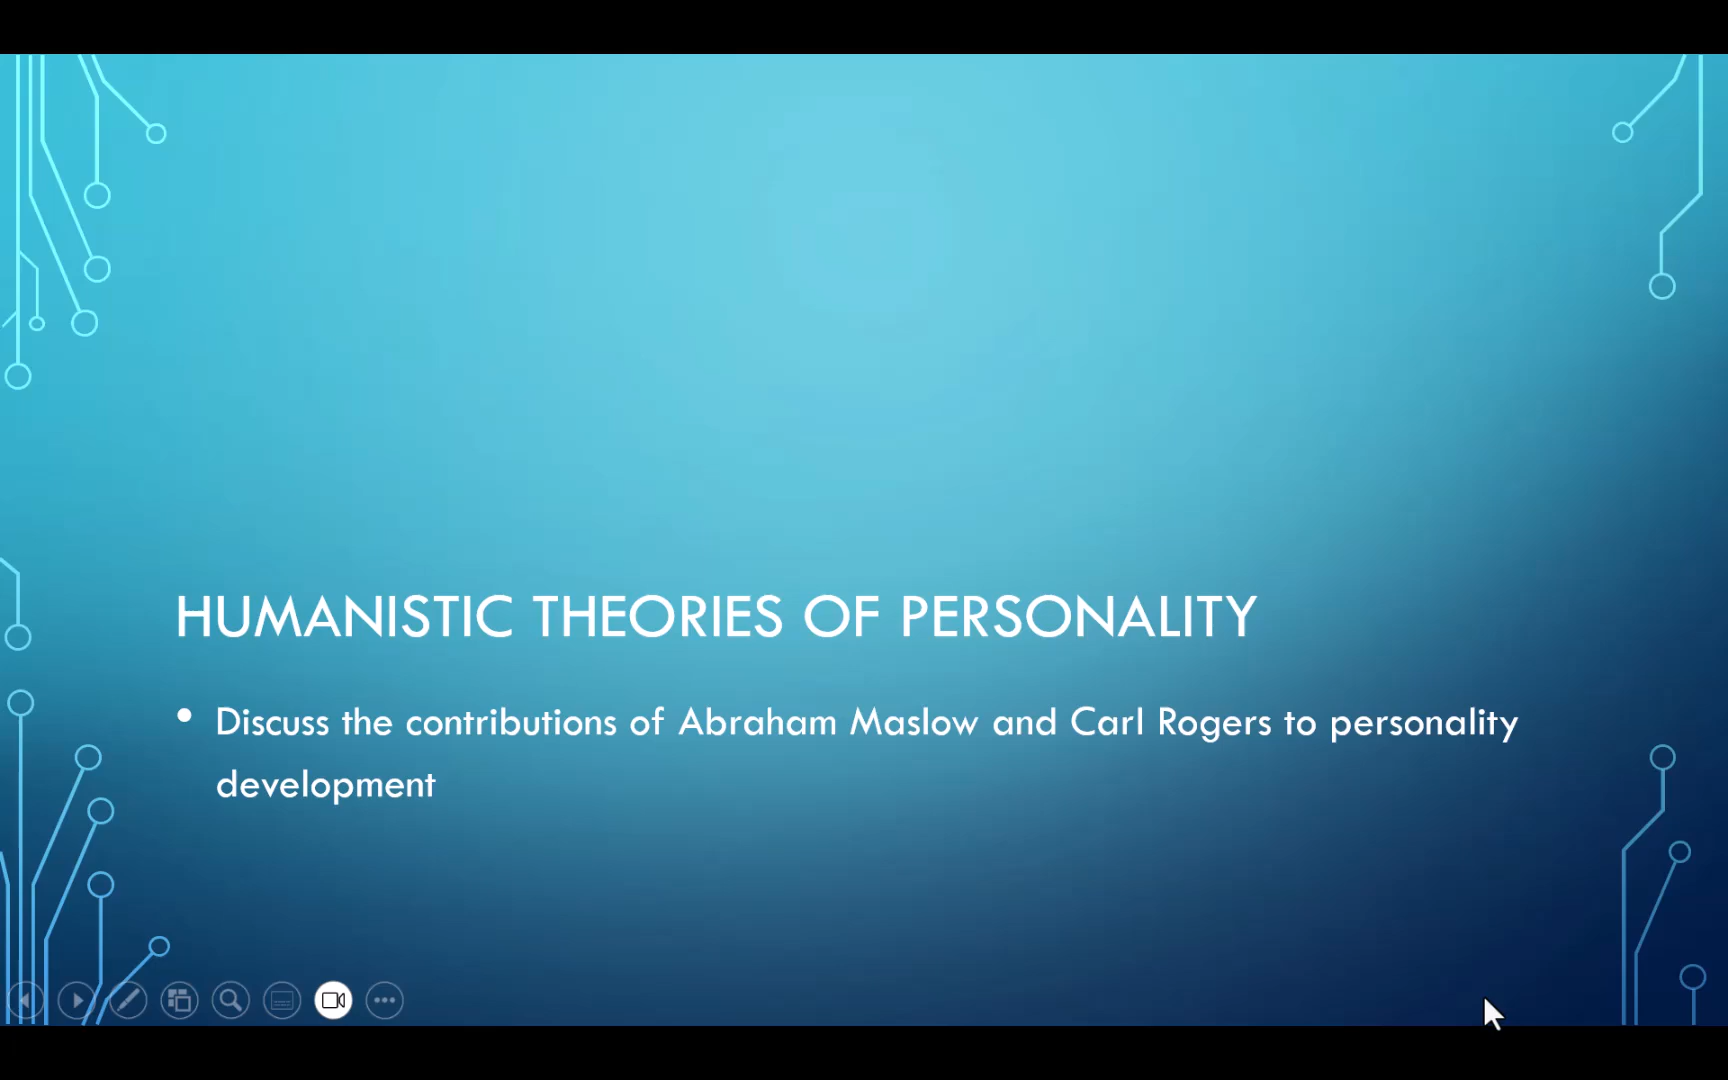 HUMANISTIC THEORIES OF PERSONALITY
• Discuss the contributions of Abraham Maslow and Carl Rogers to personality
development